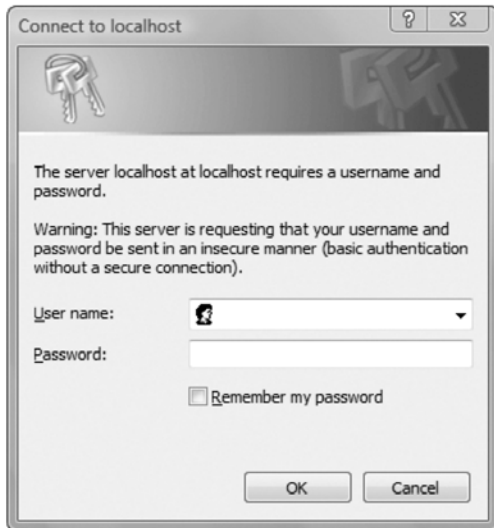 Connect to localhost
The server localhost at localhost requires a username and
password.
Warning: This server is requesting that your username and
password be sent in an insecure manner (basic authentication
without a secure connection).
User name:
Password:
Remember my password
OK Cancel